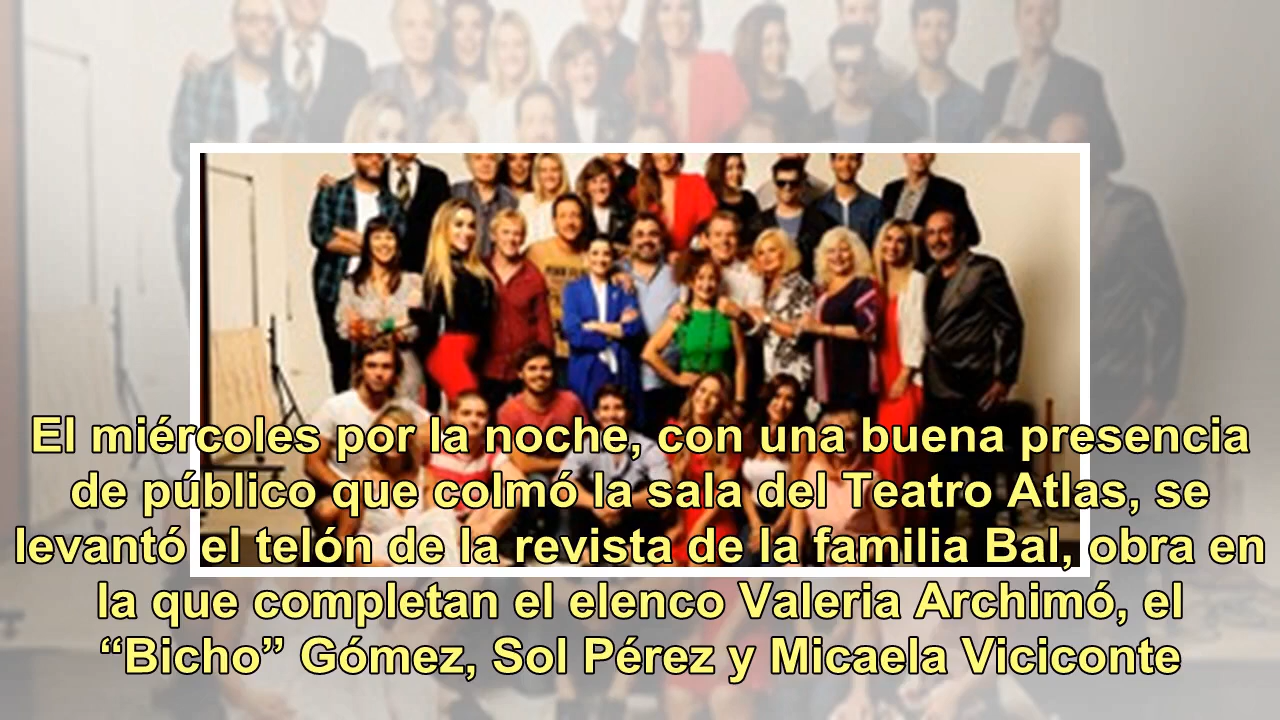 El miércoles por la noche, con una buena presencia
de público que colmó la sala del Teatro Atlas, se
levantó el telón de la revista de la familia Bal, obra en
la que completan el elenco Valeria Archimó, el
“Bicho” Gómez, Sol Pérez y Micaela Viciconte